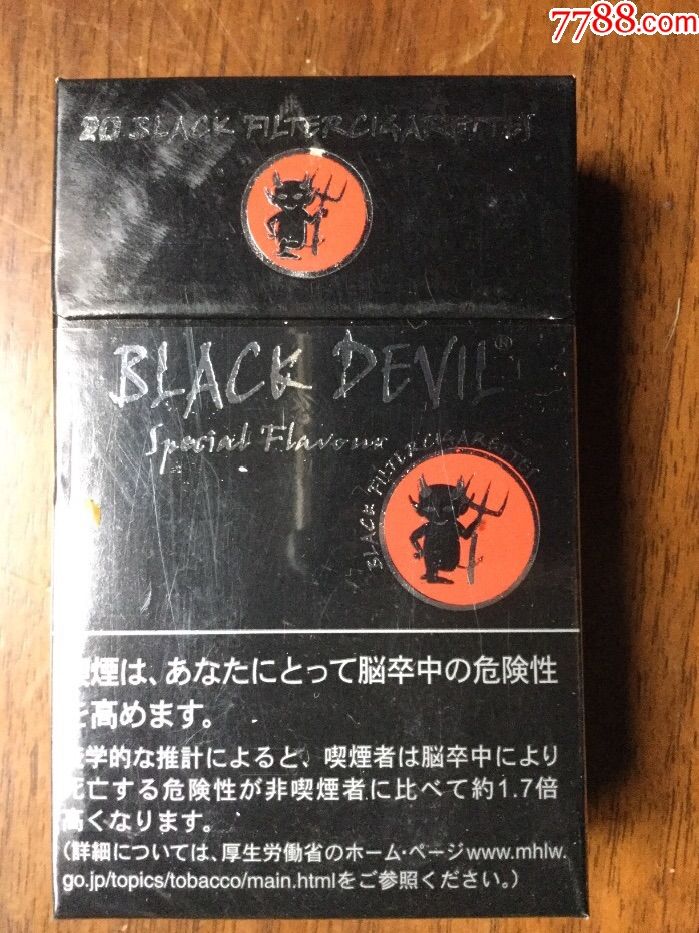 7788.com
20 BLACK FILTER CIGARETTES
BLACK DEVIL®
Special Flavour
BLACK FILTER CIGARETTES
喫煙は、あなたにとって脳卒中の危険性
を高めます。
疫学的な推計によると、喫煙者は脳卒中により
死亡する危険性が非喫煙者に比べて約1.7倍
高くなります。
(詳細については、厚生労働省のホーム・ページwww.mhlw.
go.jp/topics/tobacco/main.htmlをご参照ください。)